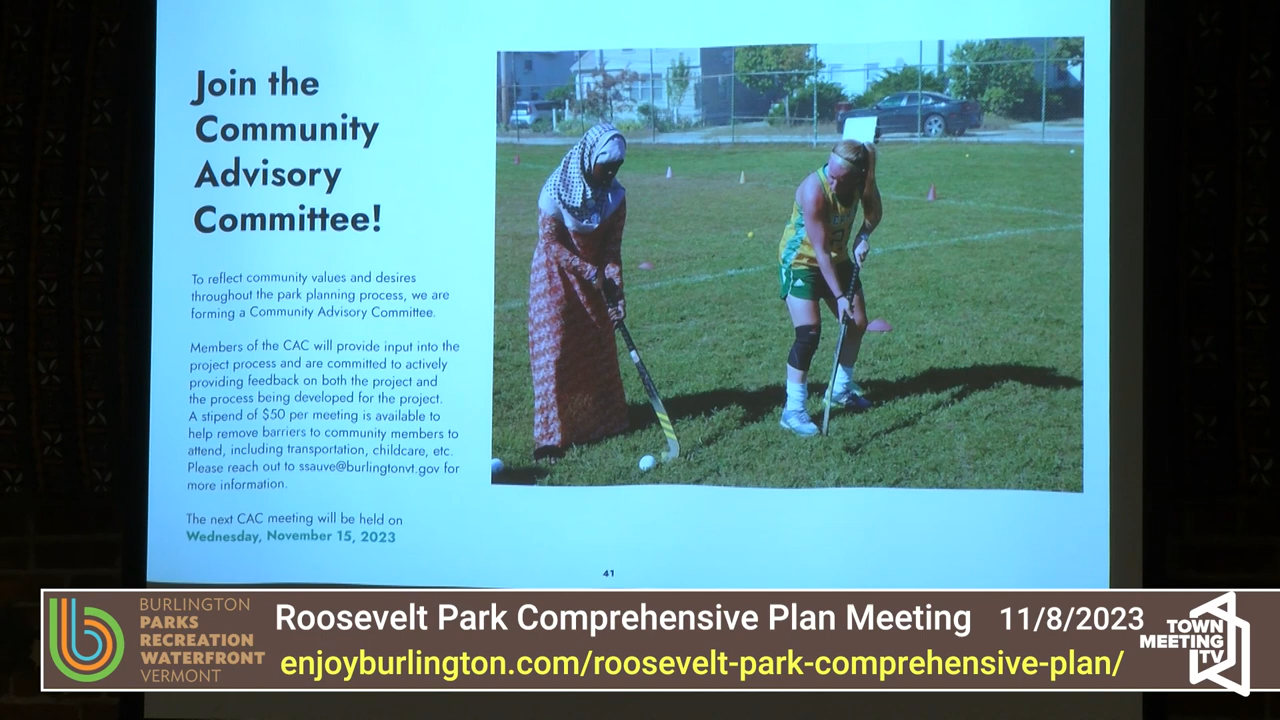 Join the
Community
Advisory
Committee!
To reflect community values and desires
throughout the park planning process, we are
forming a Community Advisory Committee.
Members of the CAC will provide input into the
project process and are committed to actively
providing feedback on both the project and
the process being developed for the project.
A stipend of $50 per meeting is available to
help remove barriers to community members to
attend, including transportation, childcare, etc.
Please reach out to ssauve@burlingtonvt.gov for
more information.
The next CAC meeting will be held on
Wednesday, November 15, 2023
41
BURLINGTON
PARKS
RECREATION
WATERFRONT
VERMONT
Roosevelt Park Comprehensive Plan Meeting 11/8/2023
enjoyburlington.com/roosevelt-park-comprehensive-plan/
TOWN
MEETING
TV